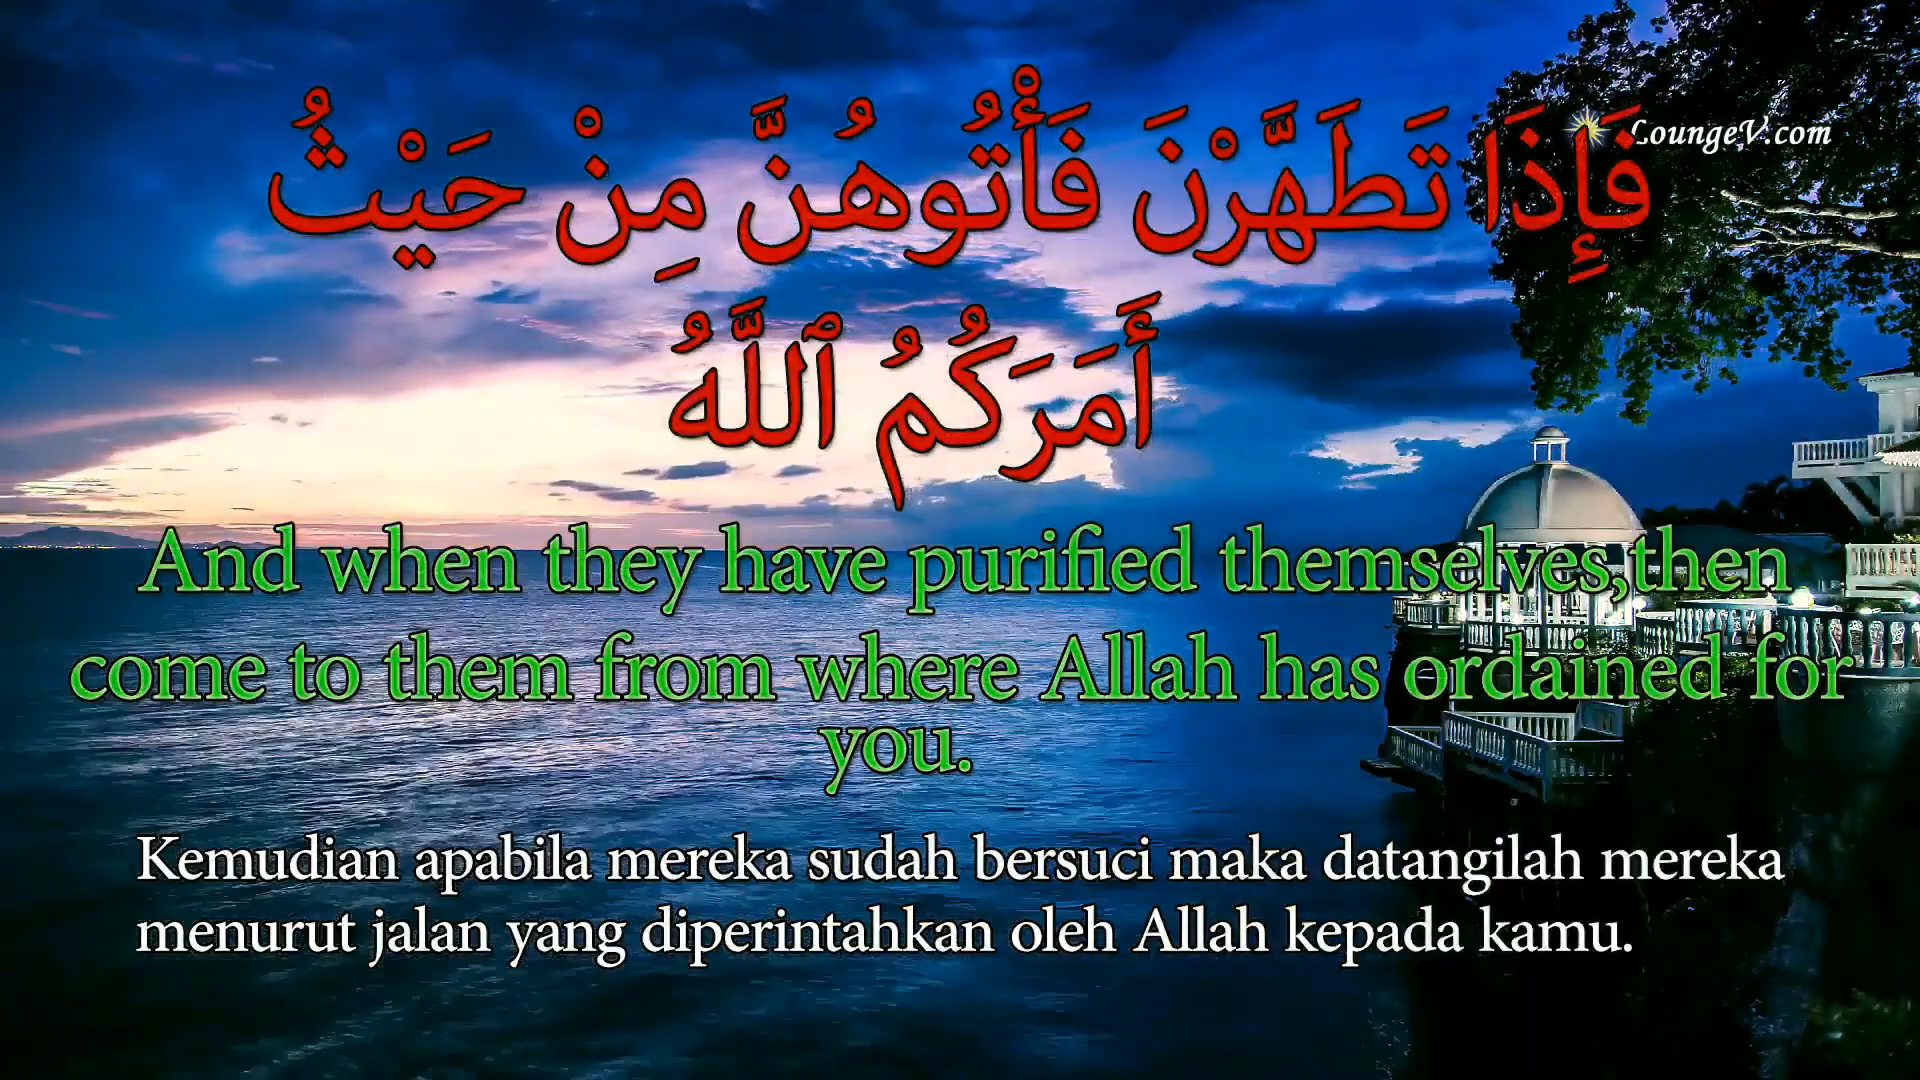 LoungeV.com
فَإِذَا تَطَهَّرْنَ فَأْتُوهُنَّ مِنْ حَيْثُ
أَمَرَكُمُ ٱللَّهُ
And when they have purified themselves,then
come to them from where Allah has ordained for
you.
Kemudian apabila mereka sudah bersuci maka datangilah mereka
menurut jalan yang diperintahkan oleh Allah kepada kamu.